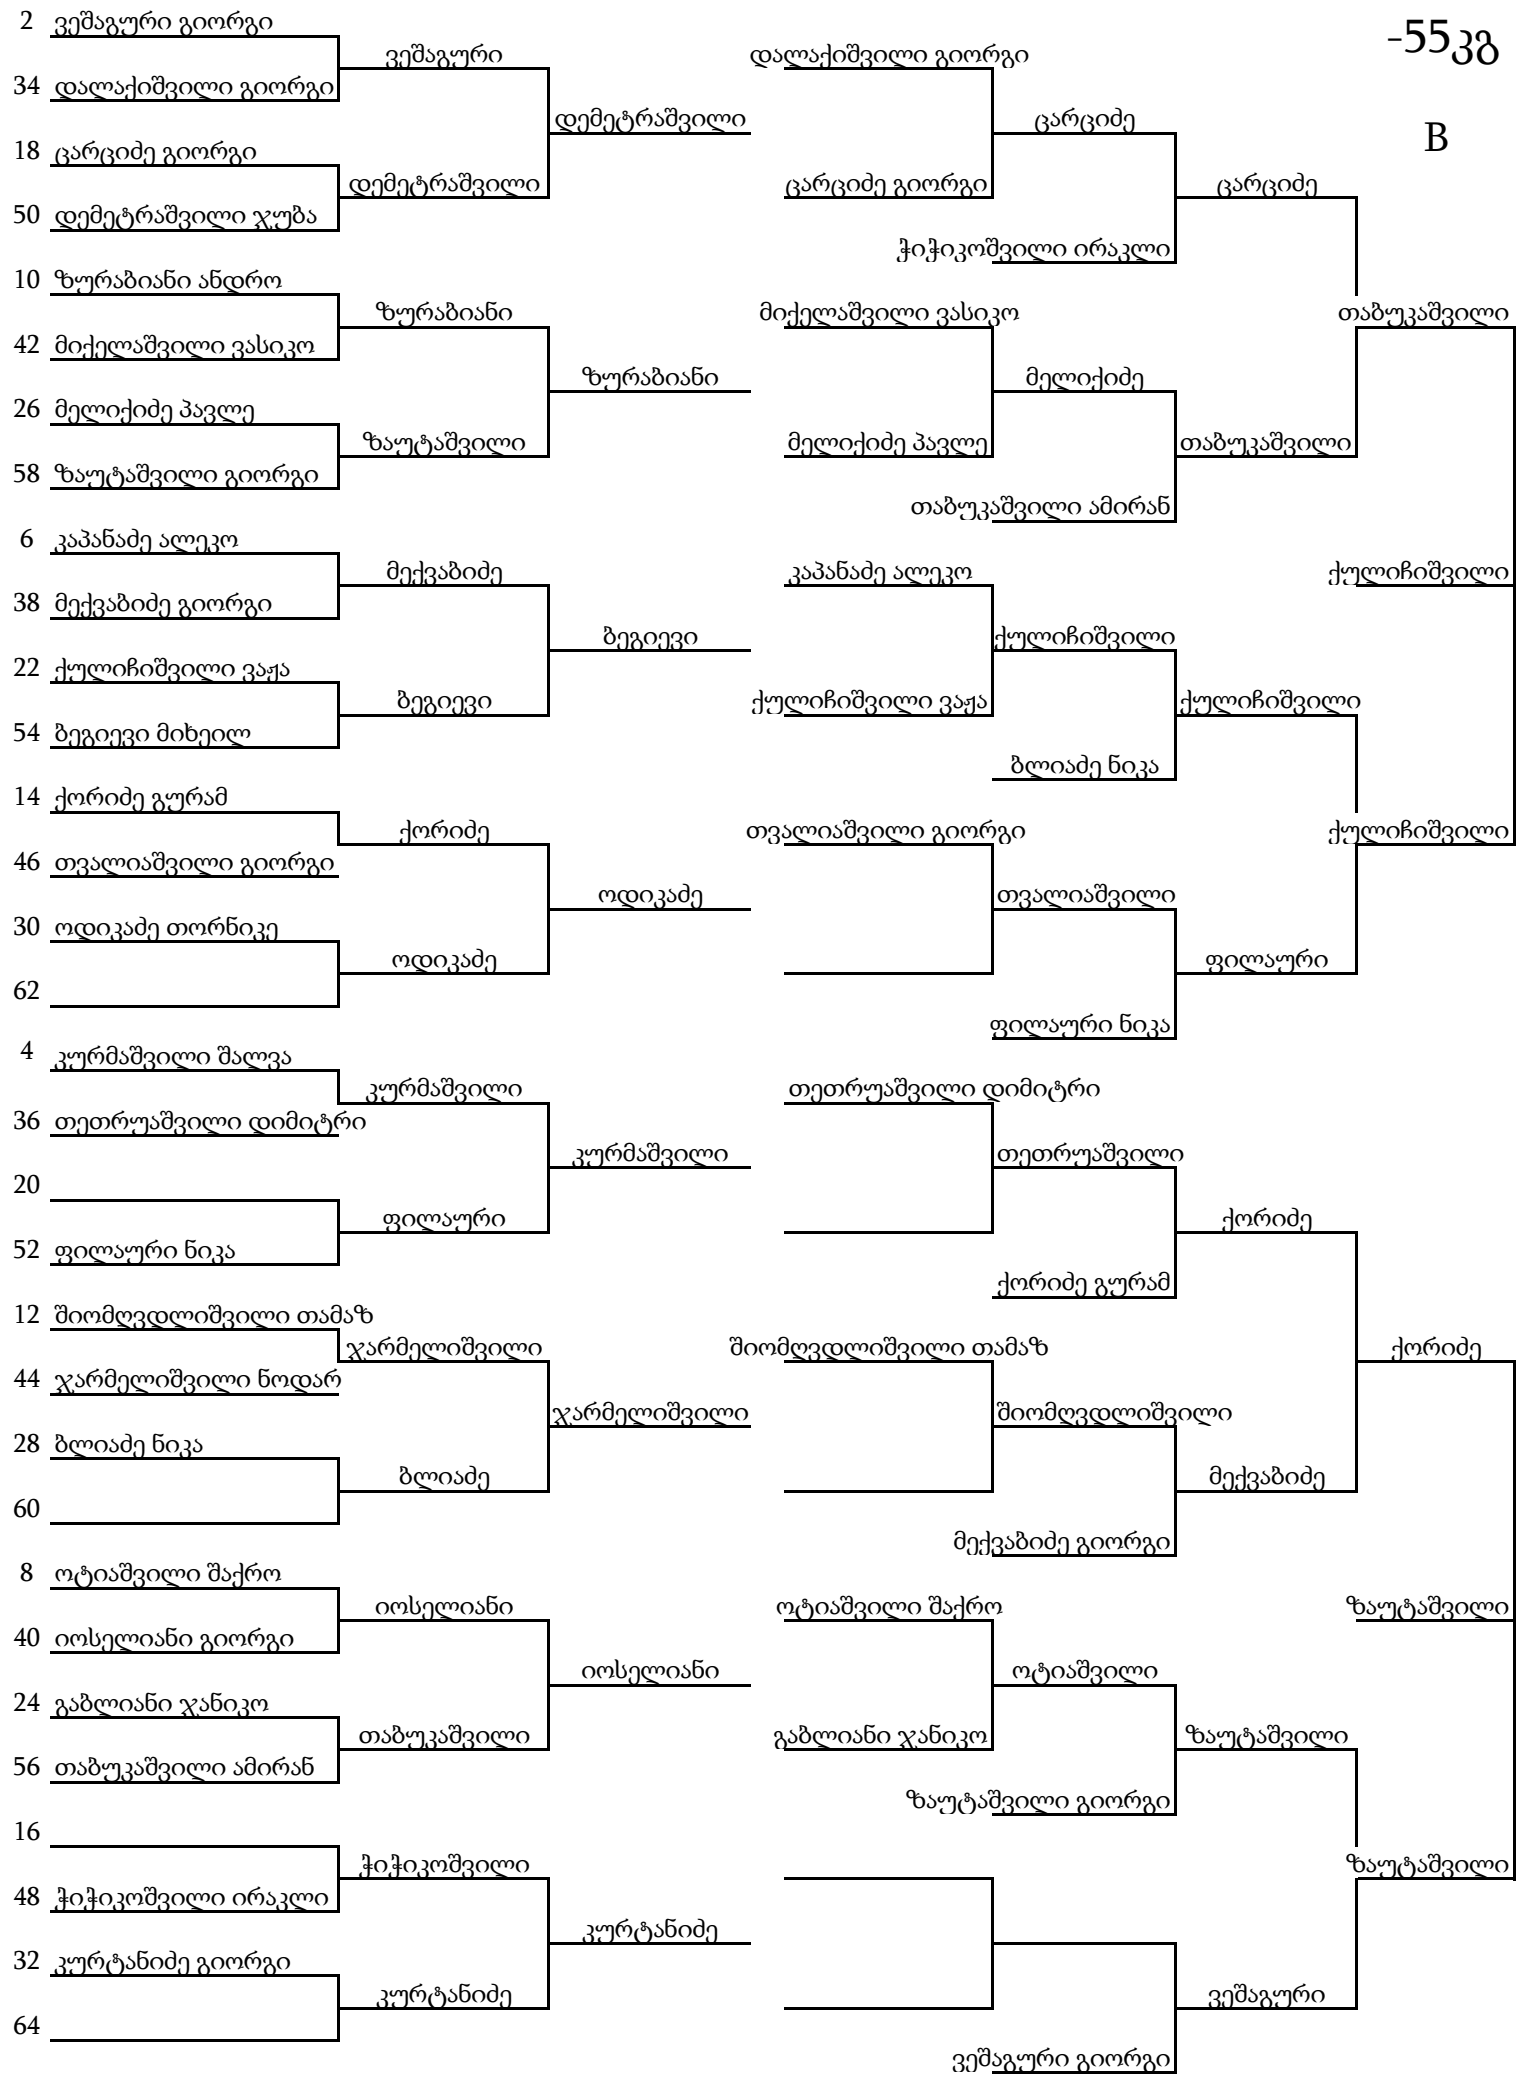 2 ვეშაგური გიორგი
ვეშაგური
დალაქიშვილი გიორგი
-55კგ
34 დალაქიშვილი გიორგი
დემეტრაშვილი
ცარციძე
B
18 ცარციძე გიორგი
დემეტრაშვილი
ცარციძე გიორგი
ცარციძე
50 დემეტრაშვილი ჯუბა
ჭიჭიკოშვილი ირაკლი
10 ზურაბიანი ანდრო
ზურაბიანი
მიქელაშვილი ვასიკო
თაბუკაშვილი
42 მიქელაშვილი ვასიკო
ზურაბიანი
მელიქიძე
26 მელიქიძე პავლე
ზაუტაშვილი
მელიქიძე პავლე
თაბუკაშვილი
58 ზაუტაშვილი გიორგი
თაბუკაშვილი ამირან
6 კაპანაძე ალეკო
მექვაბიძე
კაპანაძე ალეკო
ქულიჩიშვილი
38 მექვაბიძე გიორგი
ბეგიევი
ქულიჩიშვილი
22 ქულიჩიშვილი ვაჟა
ბეგიევი
ქულიჩიშვილი ვაჟა
ქულიჩიშვილი
54 ბეგიევი მიხეილ
ბლიაძე ნიკა
14 ქორიძე გურამ
ქორიძე
თვალიაშვილი გიორგი
ქულიჩიშვილი
46 თვალიაშვილი გიორგი
ოდიკაძე
თვალიაშვილი
30 ოდიკაძე თორნიკე
ოდიკაძე
ფილაური
62
ფილაური ნიკა
4 კურმაშვილი შალვა
კურმაშვილი
თეთრუაშვილი დიმიტრი
36 თეთრუაშვილი დიმიტრი
კურმაშვილი
თეთრუაშვილი
20
ფილაური
ქორიძე
52 ფილაური ნიკა
ქორიძე გურამ
12 შიომღვდლიშვილი თამაზ
ჯარმელიშვილი
შიომღვდლიშვილი თამაზ
ქორიძე
44 ჯარმელიშვილი ნოდარ
ჯარმელიშვილი
შიომღვდლიშვილი
28 ბლიაძე ნიკა
ბლიაძე
მექვაბიძე
60
მექვაბიძე გიორგი
8 ოტიაშვილი შაქრო
იოსელიანი
ოტიაშვილი შაქრო
ზაუტაშვილი
40 იოსელიანი გიორგი
იოსელიანი
ოტიაშვილი
24 გაბლიანი ჯანიკო
თაბუკაშვილი
გაბლიანი ჯანიკო
ზაუტაშვილი
56 თაბუკაშვილი ამირან
ზაუტაშვილი გიორგი
16
ჭიჭიკოშვილი
ზაუტაშვილი
48 ჭიჭიკოშვილი ირაკლი
კურტანიძე
32 კურტანიძე გიორგი
კურტანიძე
ვეშაგური
64
ვეშაგური გიორგი